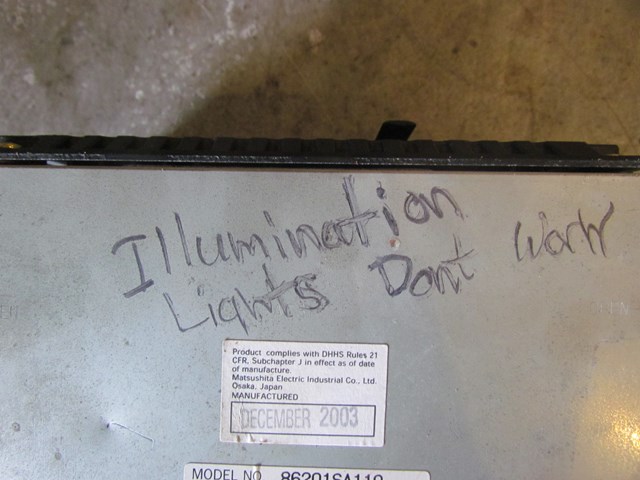 Illumination
Lights Dont Work
Product complies with DHHS Rules 21
CFR, Subchapter J in effect as of date
of manufacture.
Matsushita Electric Industrial Co., Ltd.
Osaka, Japan
MANUFACTURED
DECEMBER 2003
MODEL NO 86201SA110